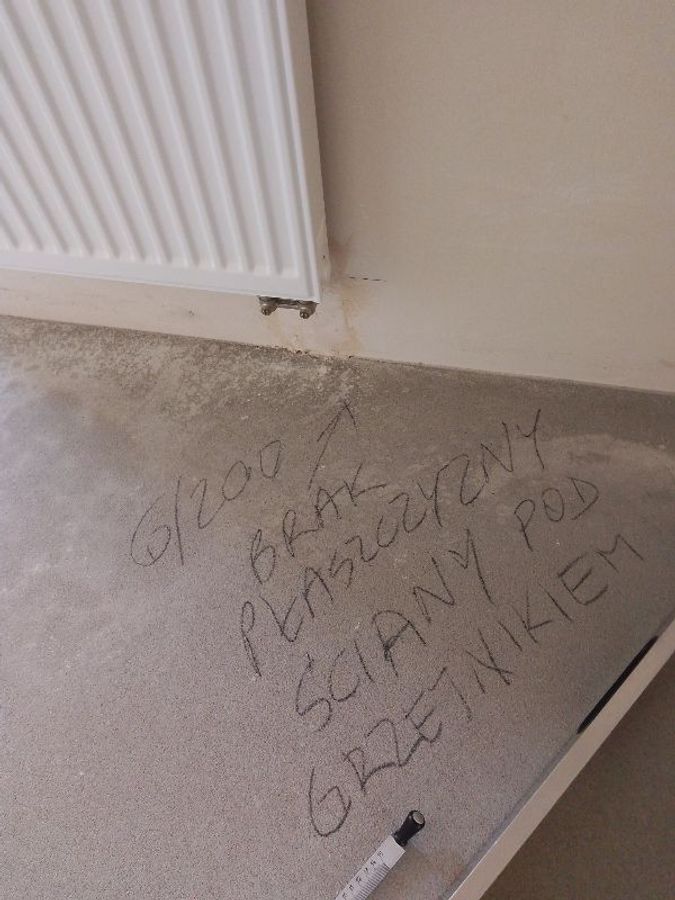 6/200
BRAK
PŁASZCZYZNY
ŚCIANY POD
GRZEJNIKIEM